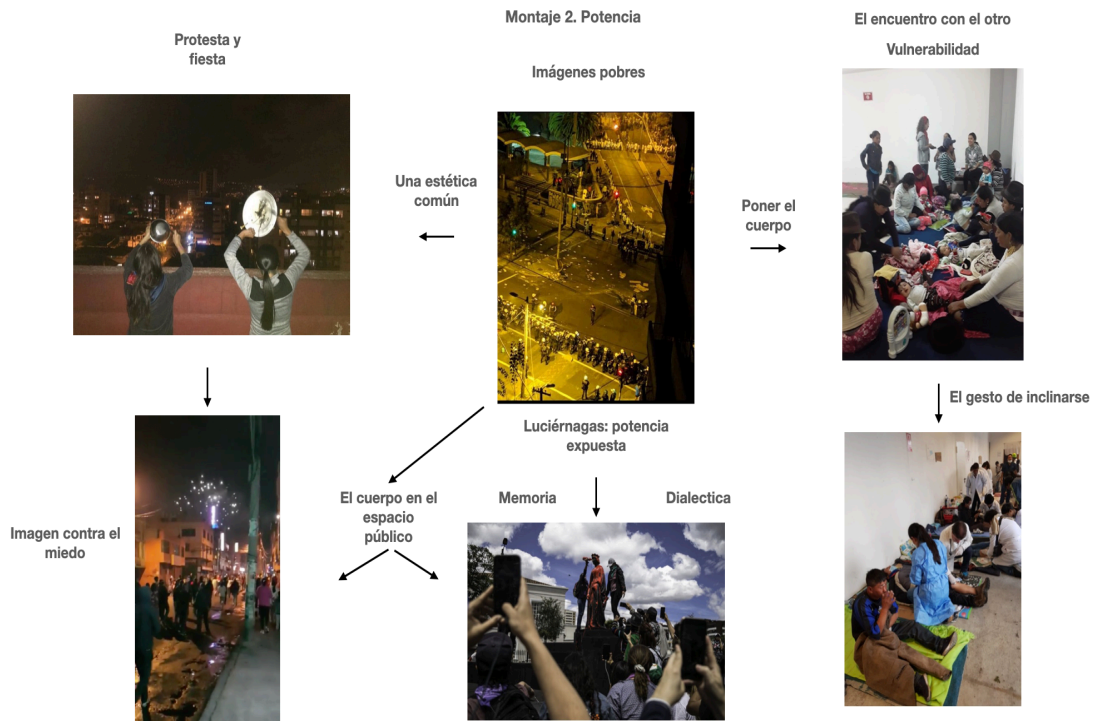 Montaje 2. Potencia
El encuentro con el otro
Protesta y
fiesta
Vulnerabilidad
Imágenes pobres
Una estética
común
Poner el
cuerpo
El gesto de inclinarse
Luciérnagas: potencia
expuesta
El cuerpo en el
espacio
público
Memoria
Dialectica
Imagen contra el
miedo